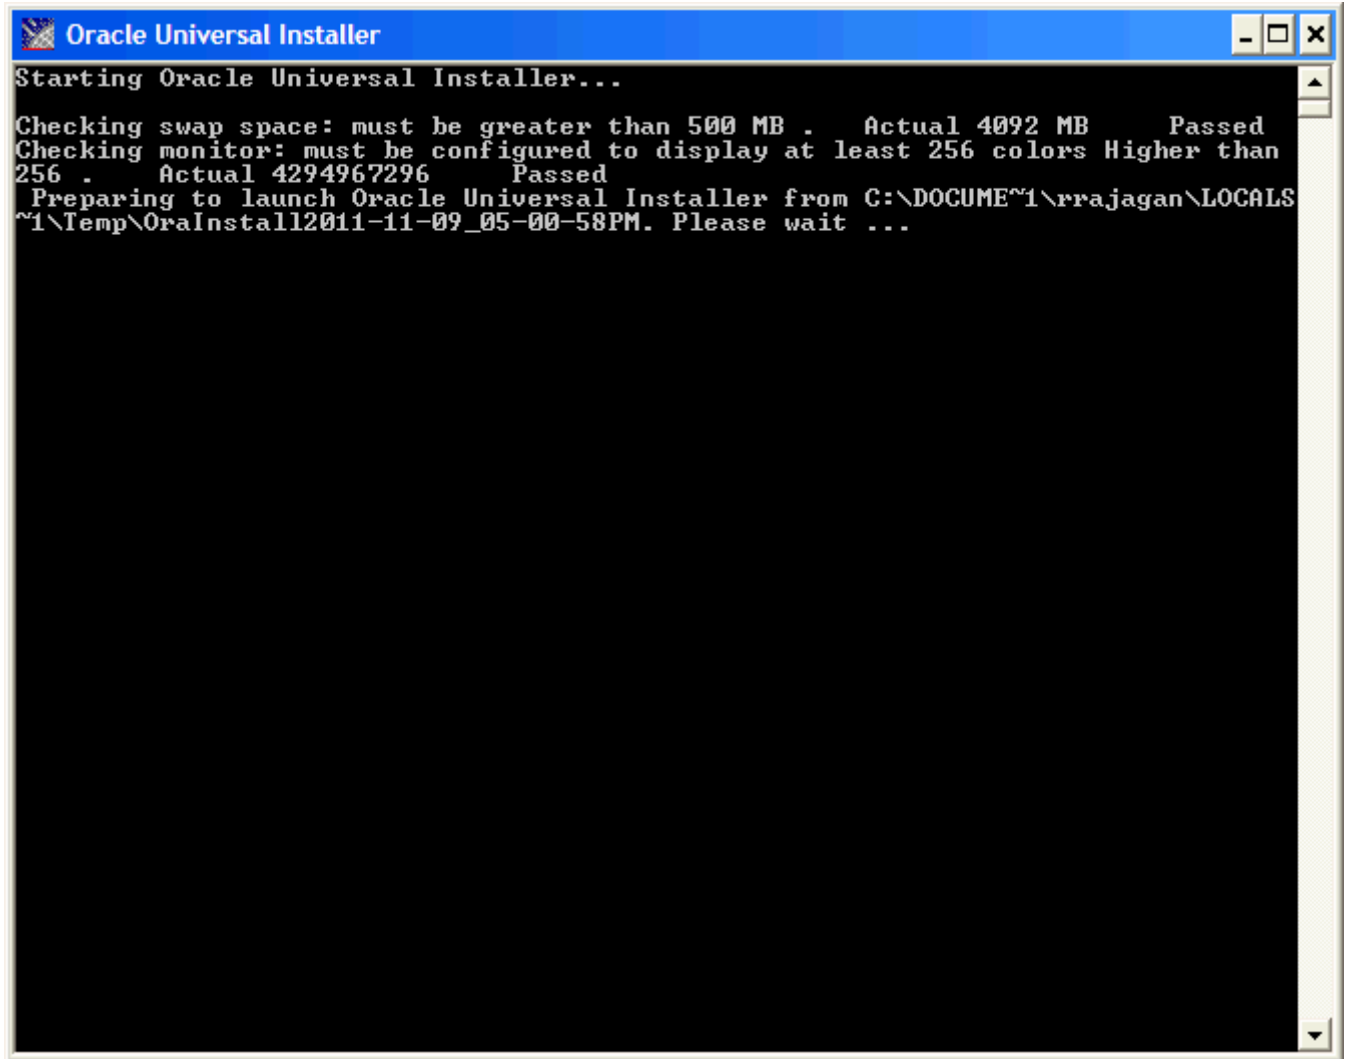 Oracle Universal Installer
Starting Oracle Universal Installer...
Checking swap space: must be greater than 500 MB .   Actual 4092 MB     Passed
Checking monitor: must be configured to display at least 256 colors Higher than
256 .    Actual 4294967296     Passed
 Preparing to launch Oracle Universal Installer from C:\DOCUME~1\rrajagan\LOCALS
~1\Temp\OraInstall2011-11-09_05-00-58PM. Please wait ...